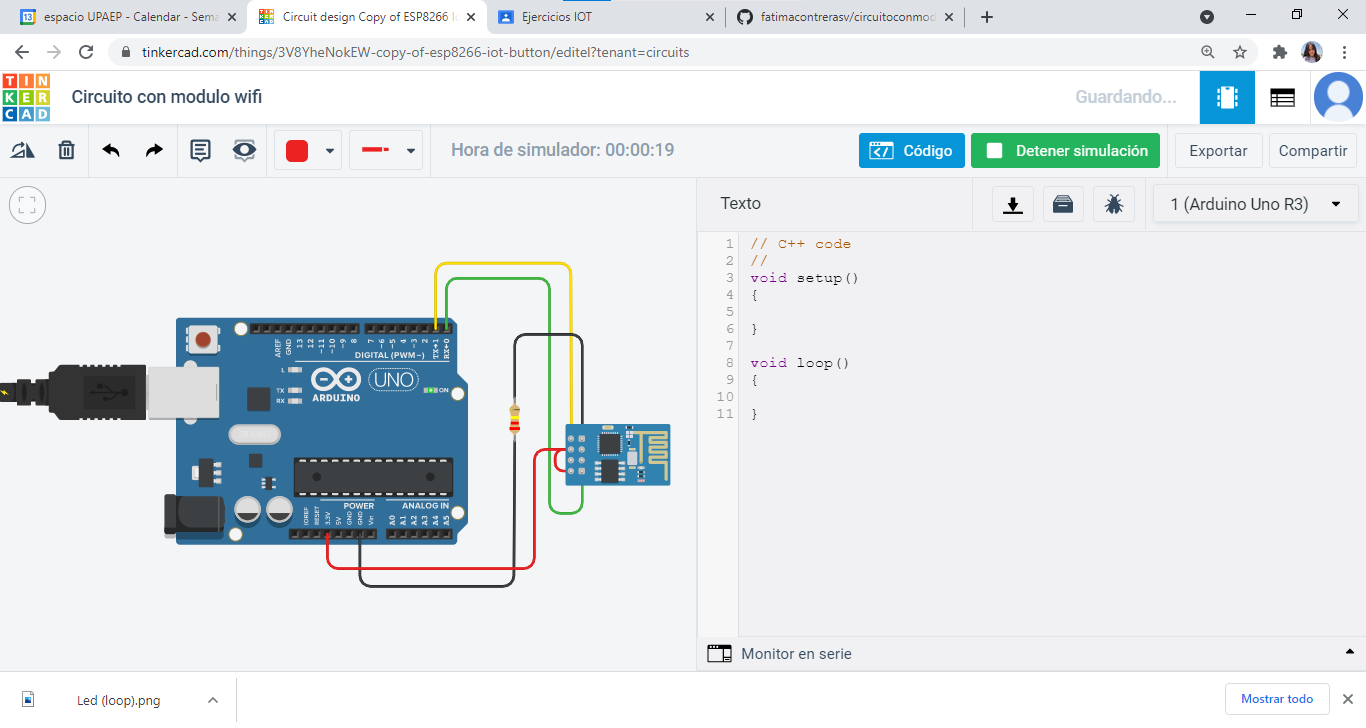 espacio UPAEP - Calendar - Sema
Circuit design Copy of ESP8266 Io
Ejercicios IOT
fatimacontrerasv/circuitoconmod
tinkercad.com/things/3V8YheNokEW-copy-of-esp8266-iot-button/editel?tenant=circuits
TIN
KER
CAD
Circuito con modulo wifi
Guardando...
Hora de simulador: 00:00:19
Código
Detener simulación
Exportar
Compartir
Texto
1 (Arduino Uno R3)
1 // C++ code
2 //
3 void setup()
4 {
5
6 }
7
8 void loop()
9 {
10
11 }
AREF
GND
13
12
~11
~10
~9
8
7
~6
~5
4
~3
2
TX→1
RX←0
DIGITAL (PWM~)
L
TX
RX
ARDUINO
UNO
ON
POWER
ANALOG IN
IOREF
RESET
3.3V
5V
GND
GND
Vin
A0
A1
A2
A3
A4
A5
Monitor en serie
Led (loop).png
Mostrar todo